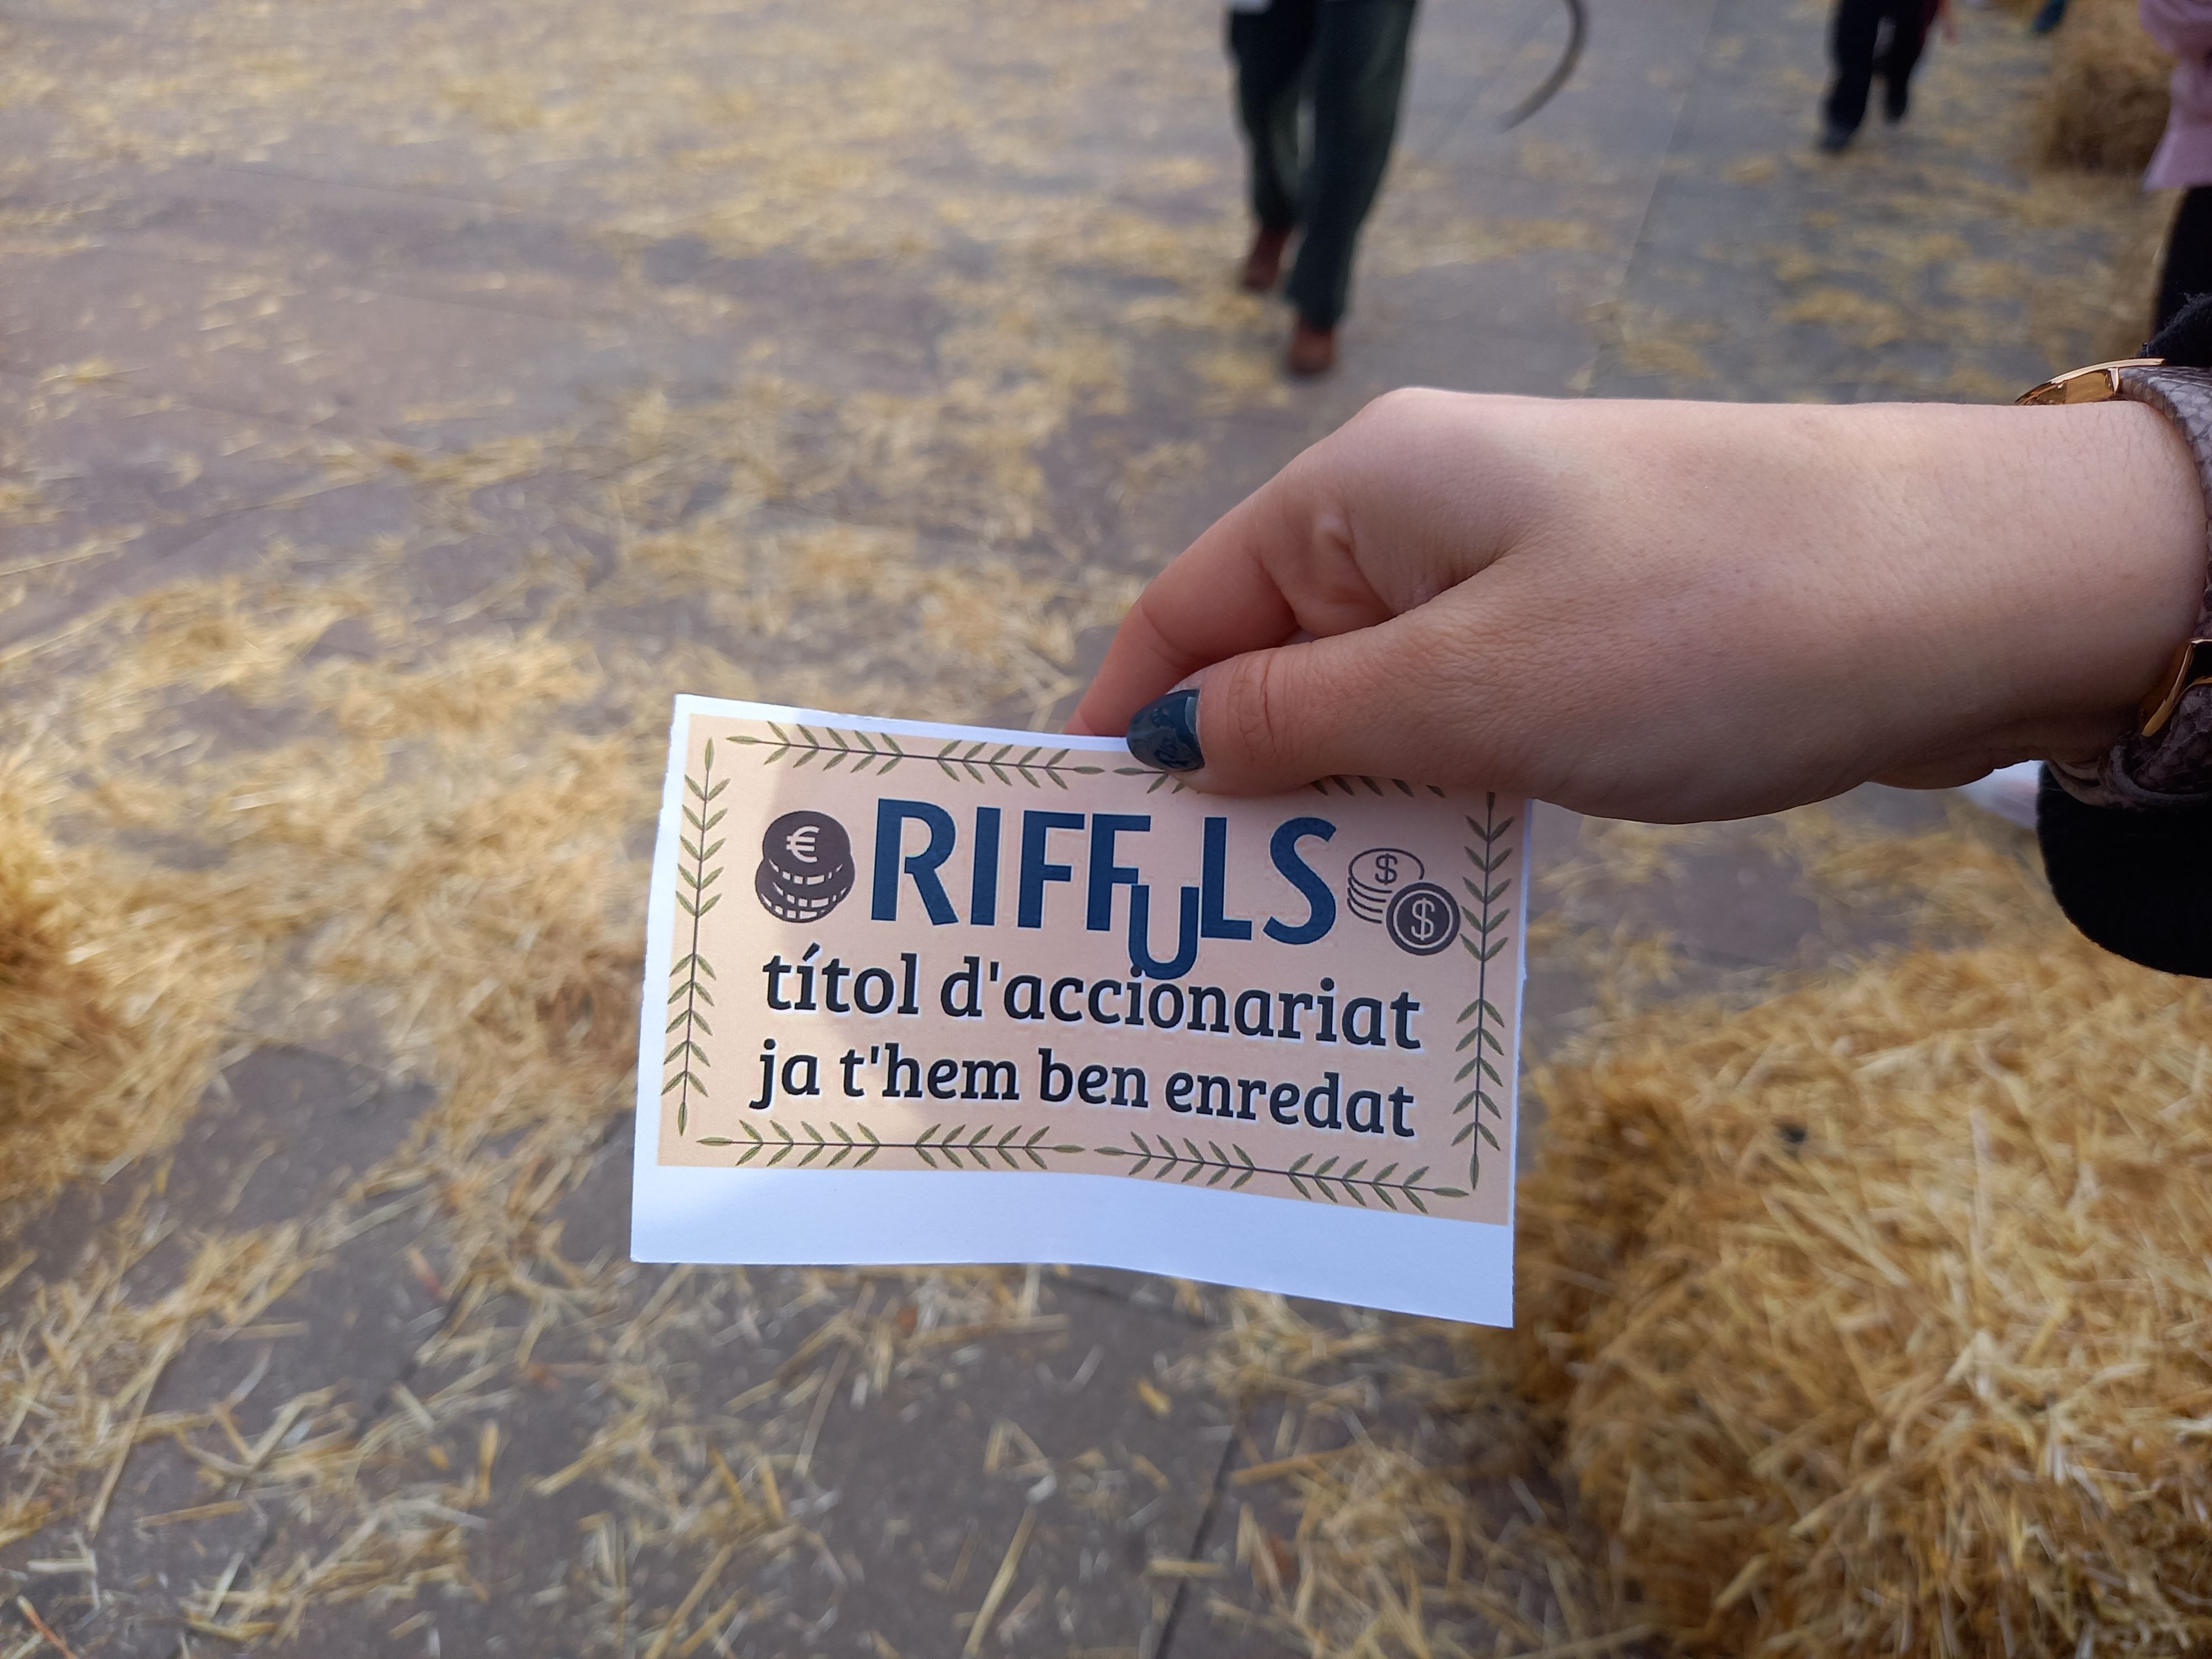 RIFFULS
títol d'accionariat
ja t'hem ben enredat